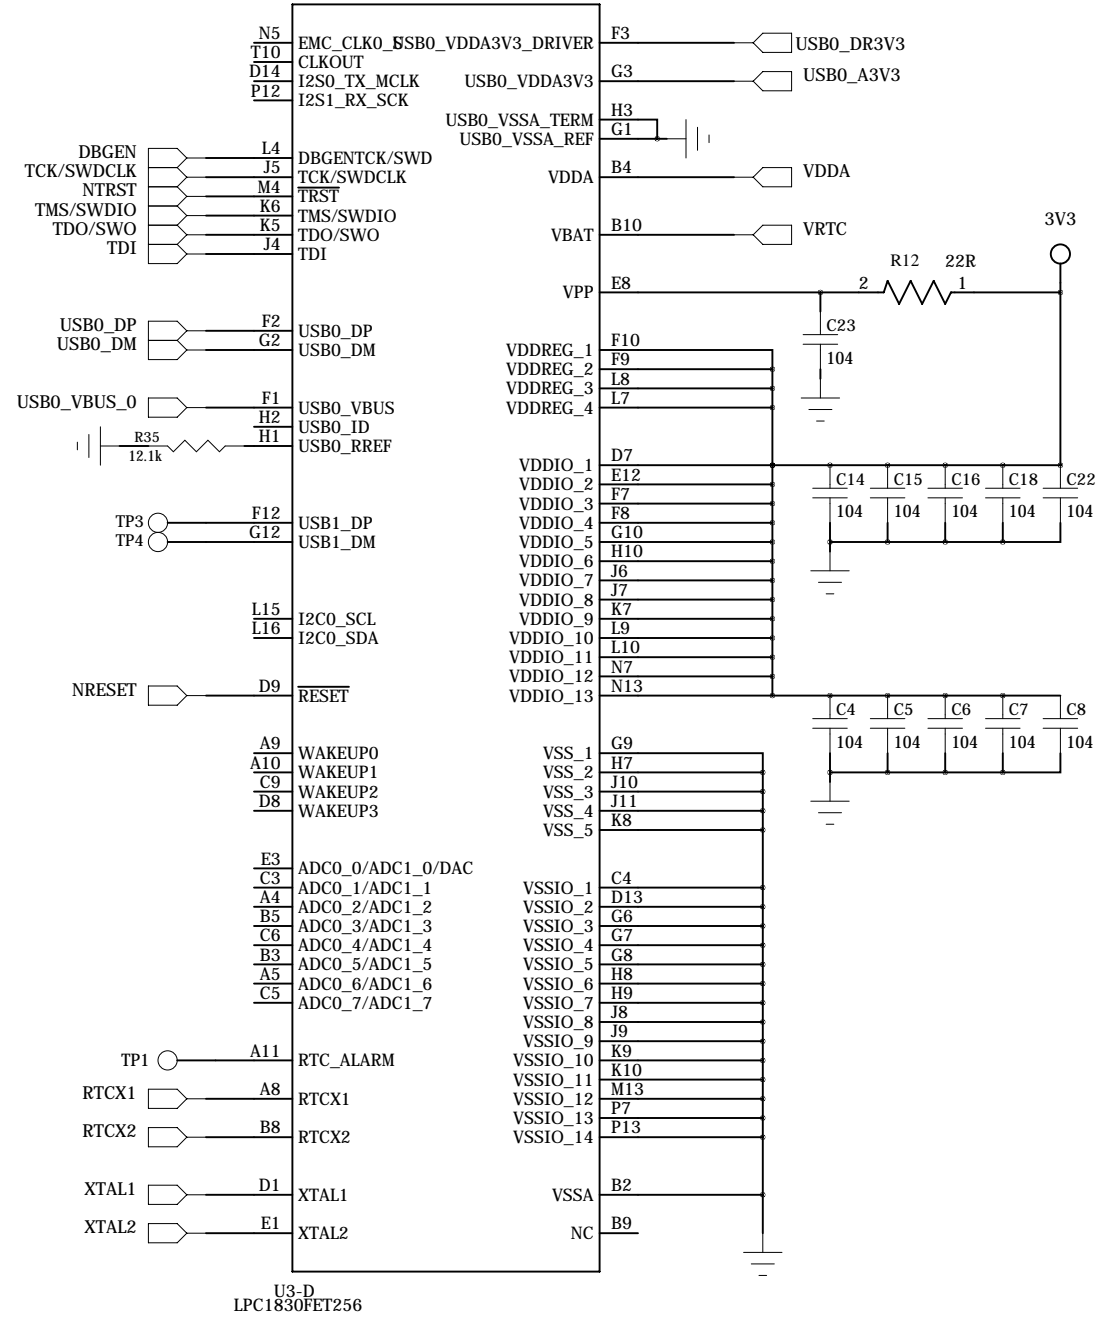 N5 EMC_CLK0_S USB0_VDDA3V3_DRIVER F3 USB0_DR3V3
T10 CLKOUT
D14 I2S0_TX_MCLK USB0_VDDA3V3 G3 USB0_A3V3
P12 I2S1_RX_SCK
USB0_VSSA_TERM H3
USB0_VSSA_REF G1
DBGEN L4 DBGENTCK/SWD
TCK/SWDCLK J5 TCK/SWDCLK VDDA B4 VDDA
NTRST M4 TRST
TMS/SWDIO K6 TMS/SWDIO
TDO/SWO K5 TDO/SWO VBAT B10 VRTC
TDI J4 TDI
3V3
VPP E8 2 R12 22R 1
C23
104
USB0_DP F2 USB0_DP
USB0_DM G2 USB0_DM VDDREG_1 F10
VDDREG_2 F9
VDDREG_3 L8
USB0_VBUS_0 F1 USB0_VBUS VDDREG_4 L7
H2 USB0_ID
R35 12.1k H1 USB0_RREF
VDDIO_1 D7
VDDIO_2 E12 C14 C15 C16 C18 C22
VDDIO_3 F7 104 104 104 104 104
TP3 F12 USB1_DP VDDIO_4 F8
TP4 G12 USB1_DM VDDIO_5 G10
VDDIO_6 H10
VDDIO_7 J6
VDDIO_8 J7
L15 I2C0_SCL VDDIO_9 K7
L16 I2C0_SDA VDDIO_10 L9
VDDIO_11 L10
VDDIO_12 N7
NRESET D9 RESET VDDIO_13 N13
C4 C5 C6 C7 C8
104 104 104 104 104
A9 WAKEUP0 VSS_1 G9
A10 WAKEUP1 VSS_2 H7
C9 WAKEUP2 VSS_3 J10
D8 WAKEUP3 VSS_4 J11
VSS_5 K8
E3 ADC0_0/ADC1_0/DAC
C3 ADC0_1/ADC1_1 VSSIO_1 C4
A4 ADC0_2/ADC1_2 VSSIO_2 D13
B5 ADC0_3/ADC1_3 VSSIO_3 G6
C6 ADC0_4/ADC1_4 VSSIO_4 G7
B3 ADC0_5/ADC1_5 VSSIO_5 G8
A5 ADC0_6/ADC1_6 VSSIO_6 H8
C5 ADC0_7/ADC1_7 VSSIO_7 H9
VSSIO_8 J8
VSSIO_9 J9
TP1 A11 RTC_ALARM VSSIO_10 K9
VSSIO_11 K10
RTCX1 A8 RTCX1 VSSIO_12 M13
VSSIO_13 P7
RTCX2 B8 RTCX2 VSSIO_14 P13
XTAL1 D1 XTAL1 VSSA B2
XTAL2 E1 XTAL2 NC B9
U3-D
LPC1830FET256